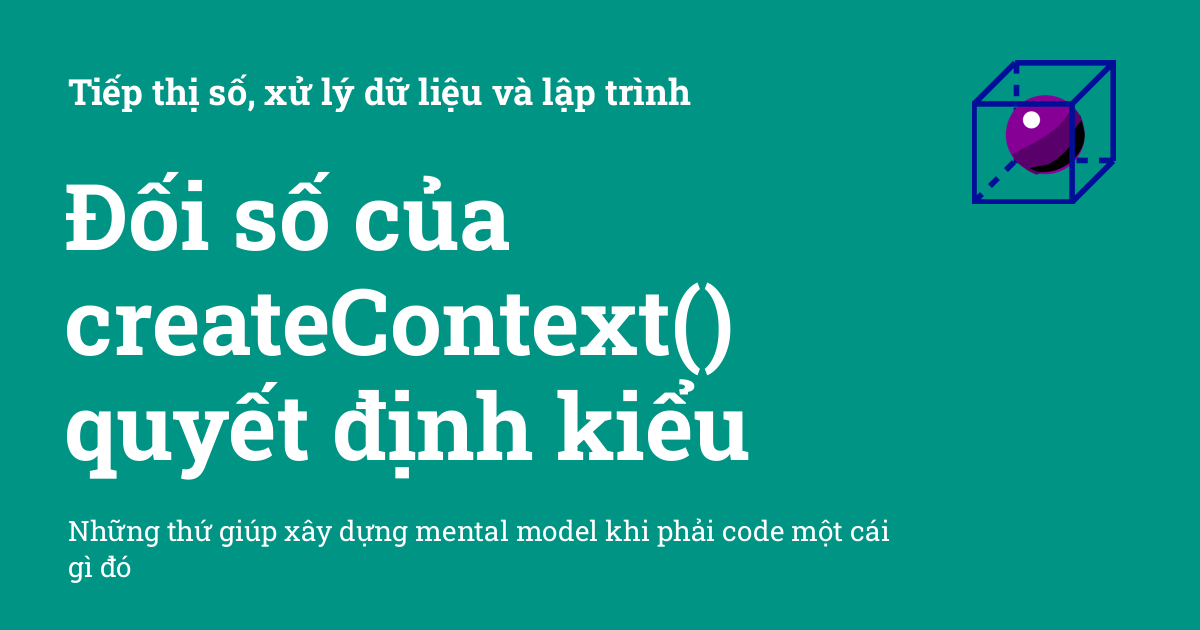 Tiếp thị số, xử lý dữ liệu và lập trình
Đối số của
createContext()
quyết định kiểu
Những thứ giúp xây dựng mental model khi phải code một cái
gì đó